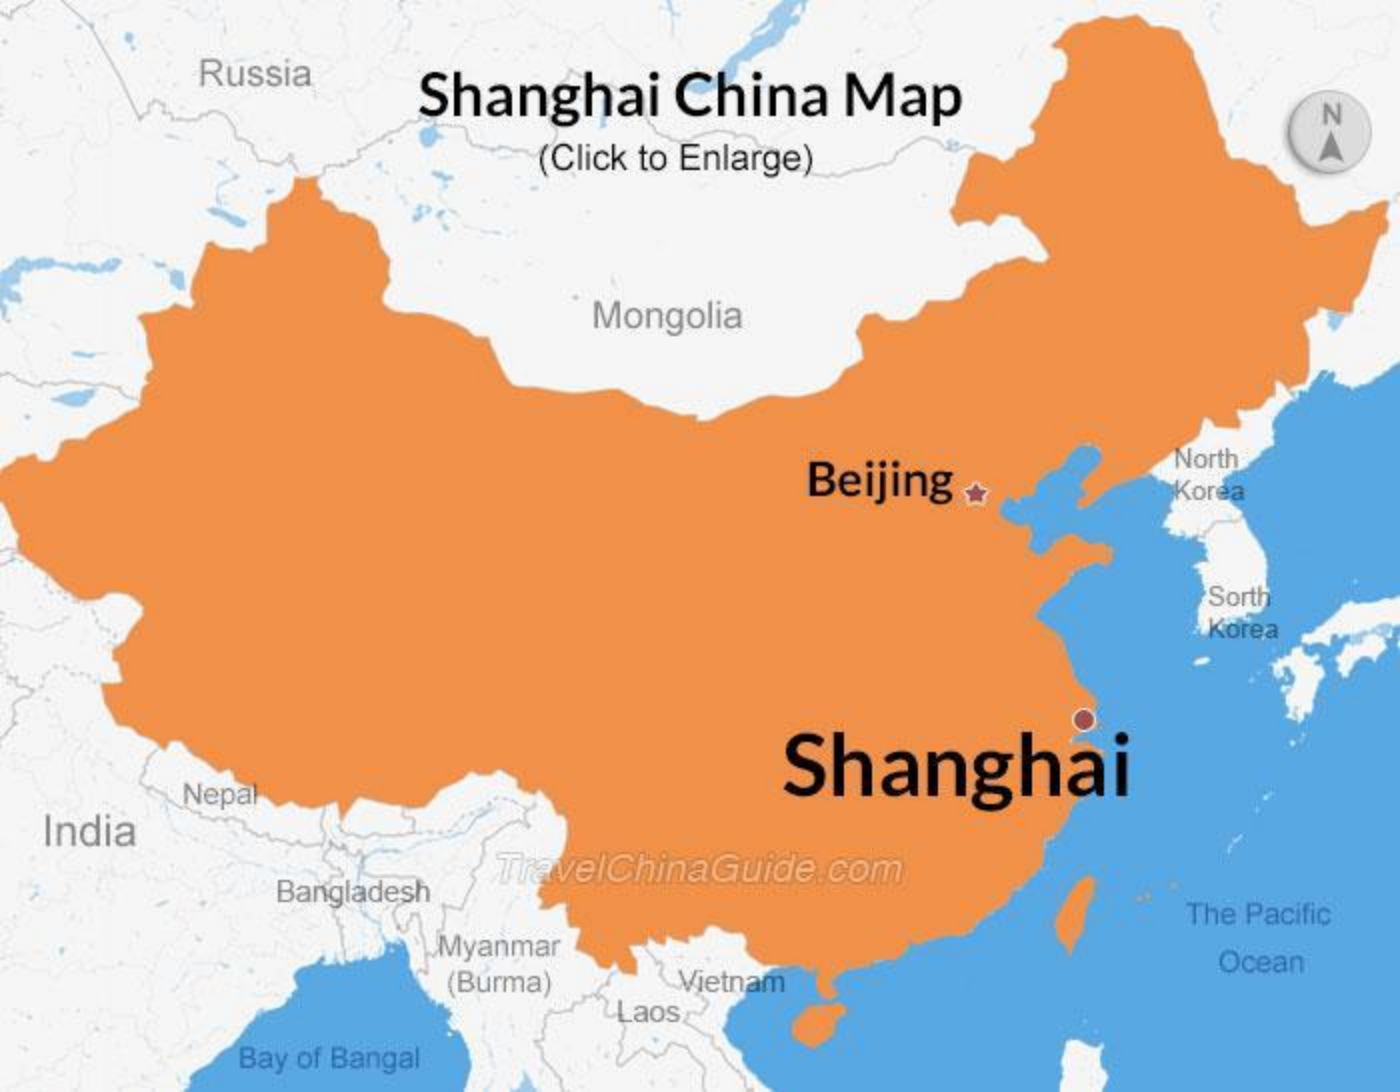 Russia
Shanghai China Map
(Click to Enlarge)
N
Mongolia
Beijing
North
Korea
Sorth
Korea
Shanghai
Nepal
India
TravelChinaGuide.com
Bangladesh
The Pacific
Ocean
Myanmar
(Burma)
Vietnam
Laos
Bay of Bangal